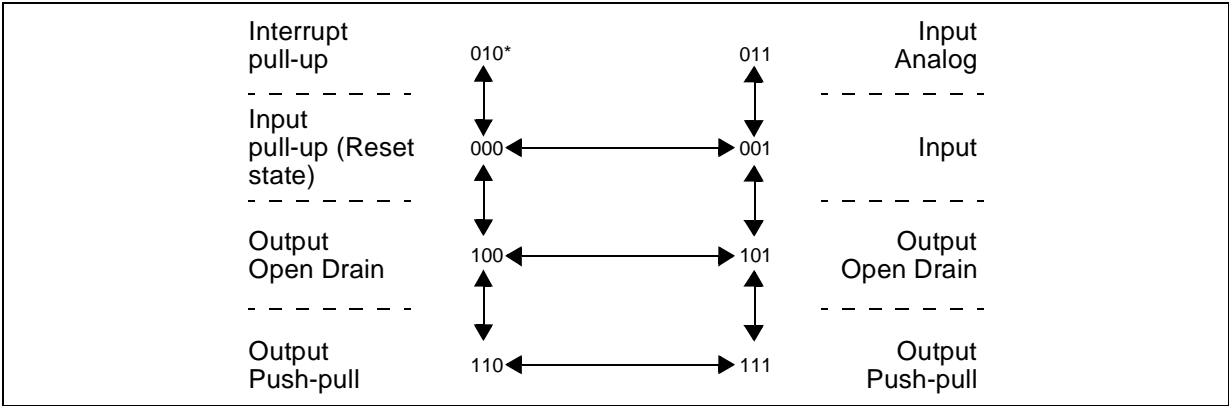 Interrupt
pull-up
010*
011
Input
Analog
Input
pull-up (Reset
state)
000
001
Input
Output
Open Drain
100
101
Output
Open Drain
Output
Push-pull
110
111
Output
Push-pull